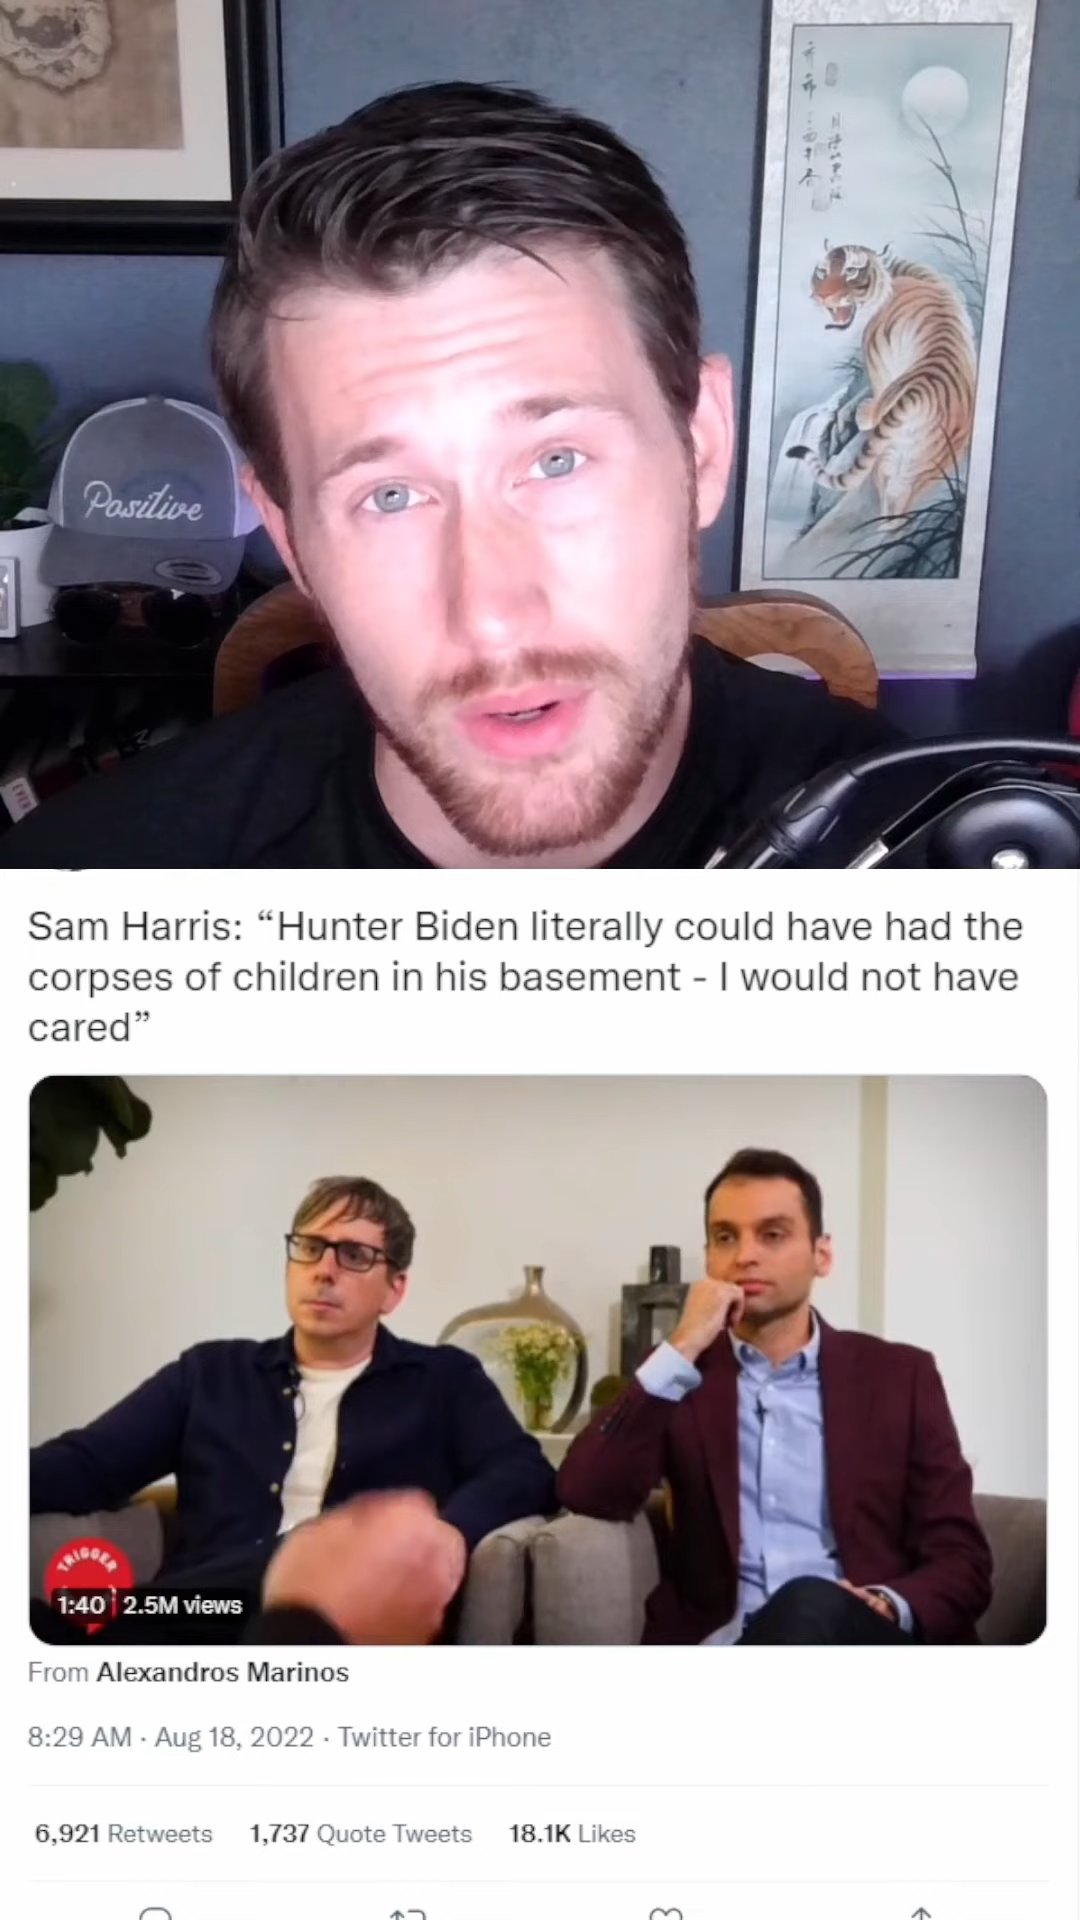 Positive
Sam Harris: “Hunter Biden literally could have had the
corpses of children in his basement - I would not have
cared”
TRIGGER
1:40
2.5M views
From Alexandros Marinos
8:29 AM · Aug 18, 2022 · Twitter for iPhone
6,921 Retweets 1,737 Quote Tweets 18.1K Likes